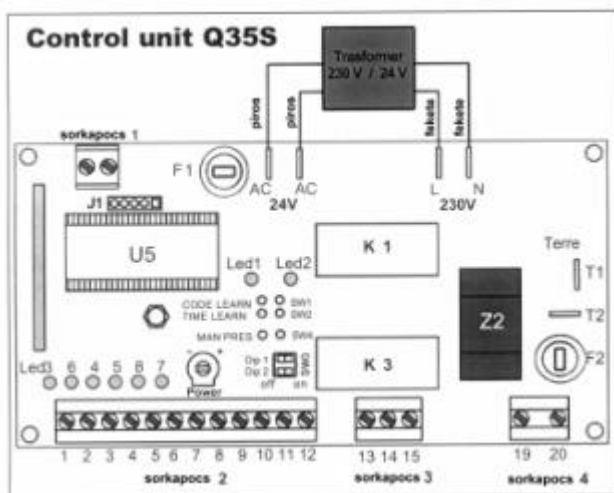 Control unit Q35S
Trasformer
230 V / 24 V
piros
piros
fekete
fekete
sorkapocs 1
F1
AC
AC
L
N
24V
230V
J1
U5
K 1
Terre
T1
Led1
Led2
CODE LEARN
SW1
TIME LEARN
SW2
T2
Z2
MAN PRES
SW4
F2
K 3
Led3 6 4 5 8 7
- +
Power
Dip 1
Dip 2
off
on
1 2 3 4 5 6 7 8 9 10 11 12
13 14 15
19 20
sorkapocs 2
sorkapocs 3
sorkapocs 4